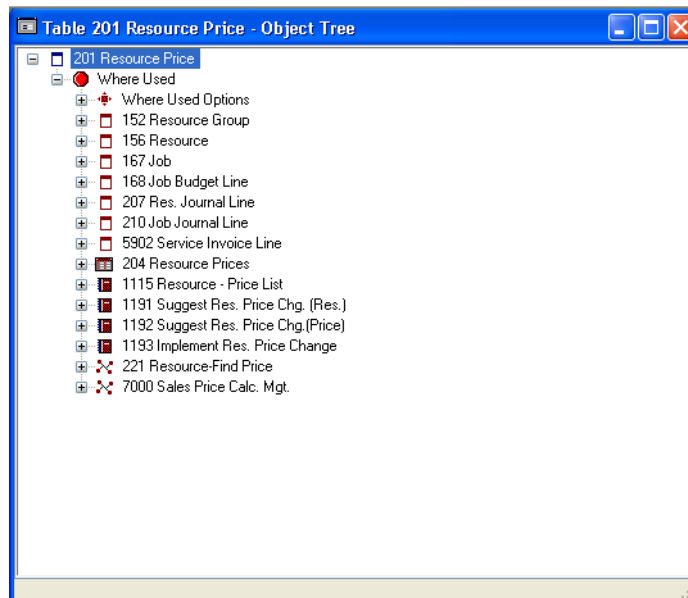 Table 201 Resource Price - Object Tree
201 Resource Price
Where Used
Where Used Options
152 Resource Group
156 Resource
167 Job
168 Job Budget Line
207 Res. Journal Line
210 Job Journal Line
5902 Service Invoice Line
204 Resource Prices
1115 Resource - Price List
1191 Suggest Res. Price Chg. (Res.)
1192 Suggest Res. Price Chg.(Price)
1193 Implement Res. Price Change
221 Resource-Find Price
7000 Sales Price Calc. Mgt.